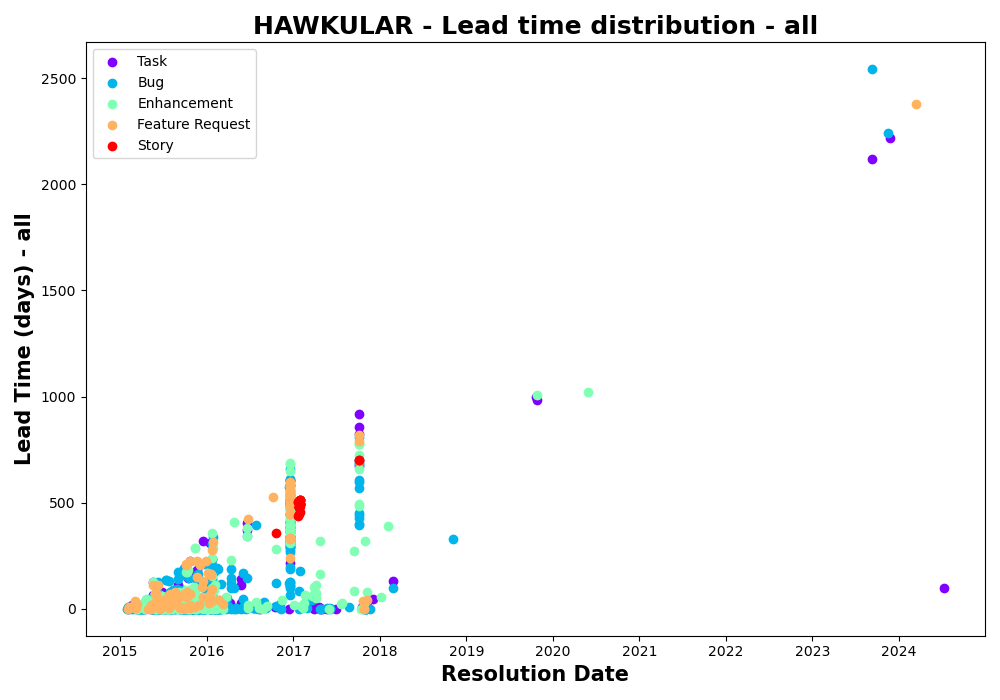 HAWKULAR - Lead time distribution - all
Task
Bug
Enhancement
Feature Request
Story
Lead Time (days) - all
2500
2000
1500
1000
500
0
2015 2016 2017 2018 2019 2020 2021 2022 2023 2024
Resolution Date